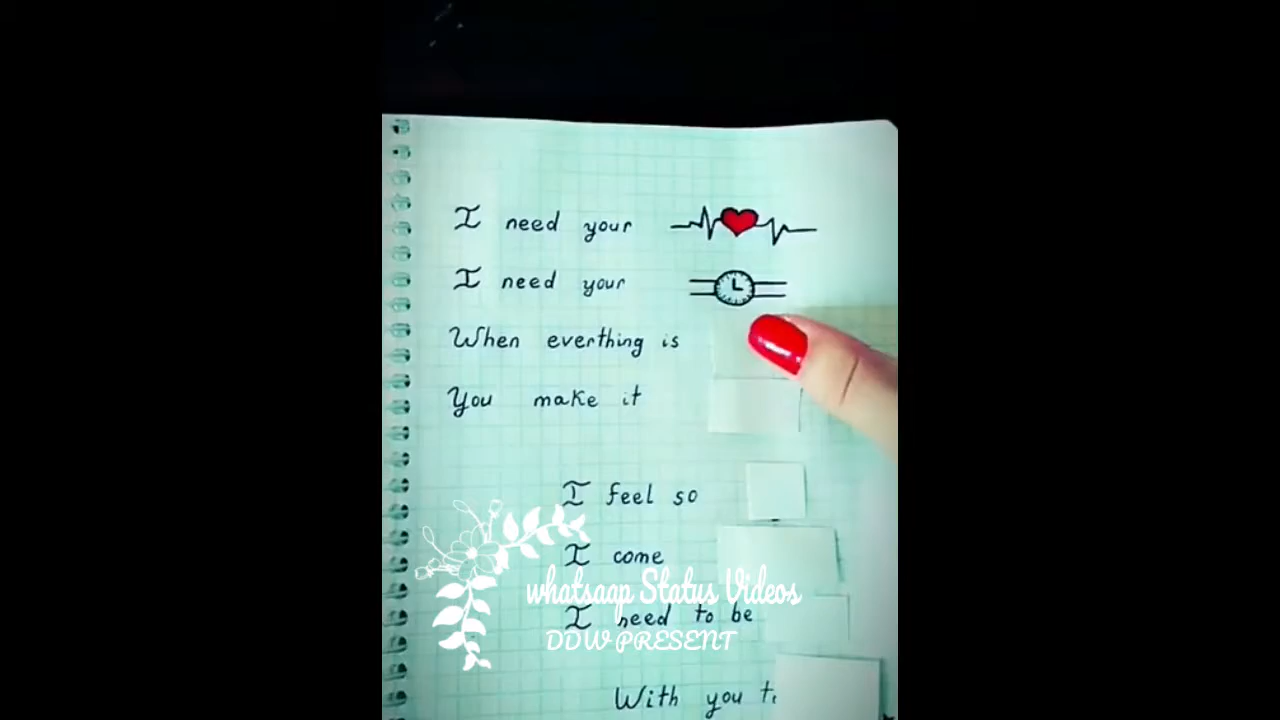 I need your
I need your
When everthing is
You make it
I feel so
I come
whatsaap Status Videos
I need to be
DDW PRESENT
With you